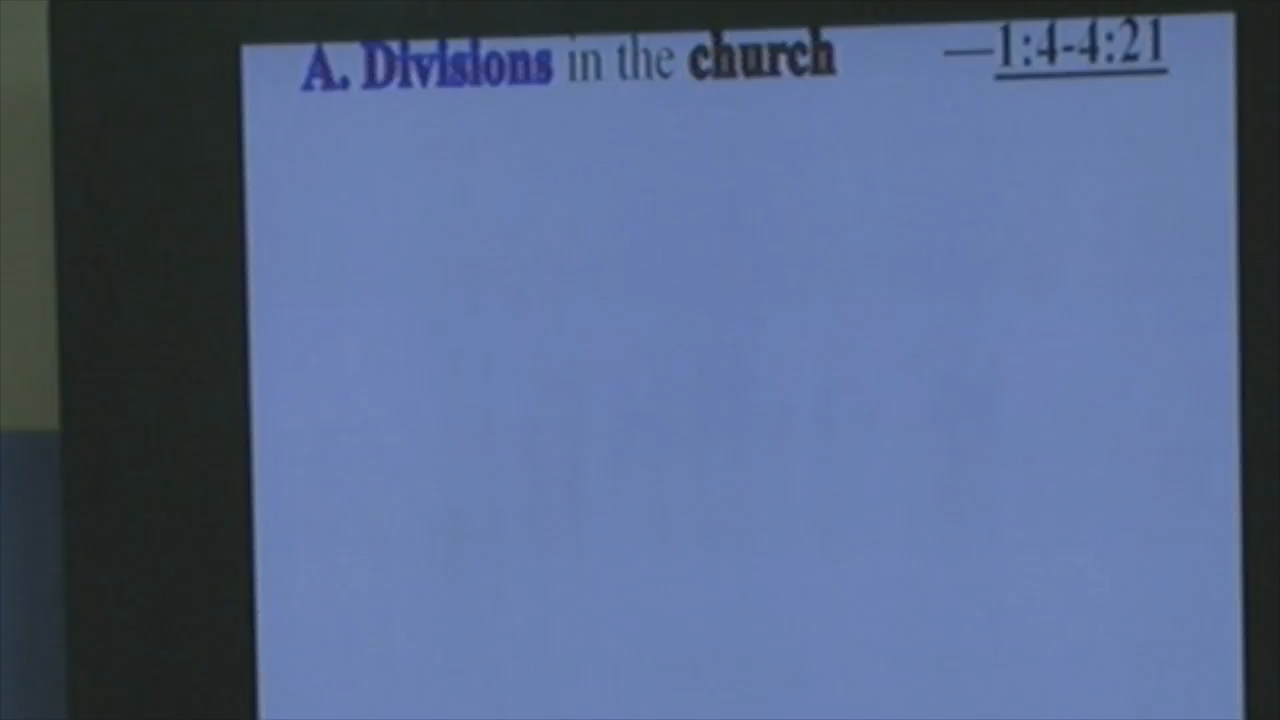 A. Divisions in the church —1:4-4:21